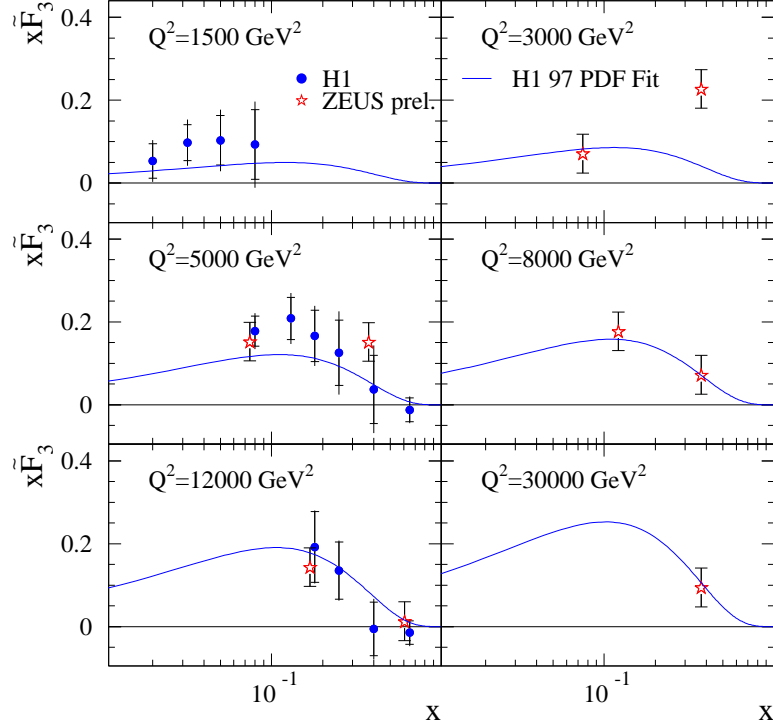 xF̃₃
0.4
0.2
0
Q²=1500 GeV²
H1
ZEUS prel.
Q²=3000 GeV²
H1 97 PDF Fit
xF̃₃
0.4
0.2
0
Q²=5000 GeV²
Q²=8000 GeV²
xF̃₃
0.4
0.2
0
Q²=12000 GeV²
Q²=30000 GeV²
10⁻¹
10⁻¹
x
x